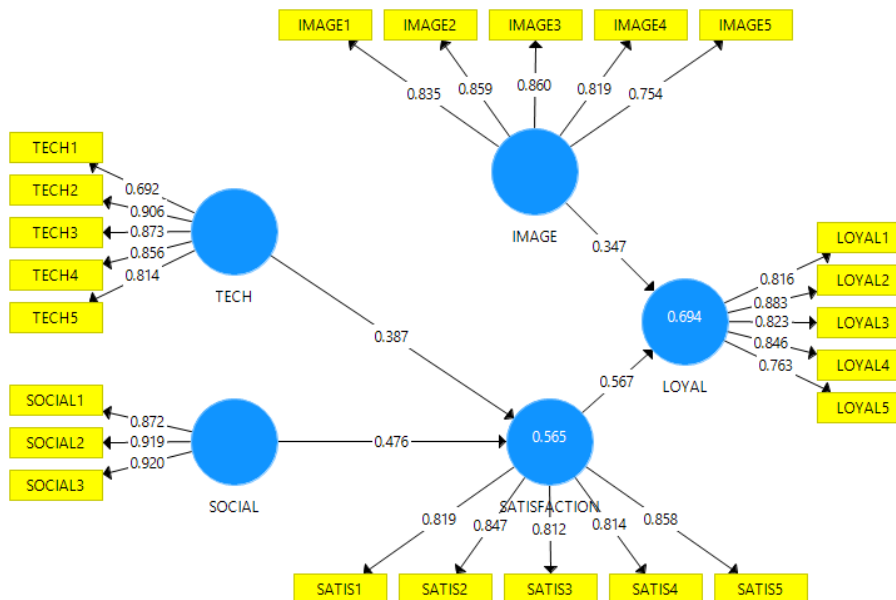 IMAGE1 IMAGE2 IMAGE3 IMAGE4 IMAGE5
0.835 0.859 0.860 0.819 0.754
IMAGE
TECH1
TECH2
TECH3
TECH4
TECH5
0.692
0.906
0.873
0.856
0.814
TECH
0.347
0.387
LOYAL1
LOYAL2
LOYAL3
LOYAL4
LOYAL5
0.816
0.883
0.823
0.846
0.763
0.694
LOYAL
0.567
SOCIAL1
SOCIAL2
SOCIAL3
0.872
0.919
0.920
SOCIAL
0.476
0.565
SATISFACTION
0.819 0.847 0.812 0.814 0.858
SATIS1 SATIS2 SATIS3 SATIS4 SATIS5